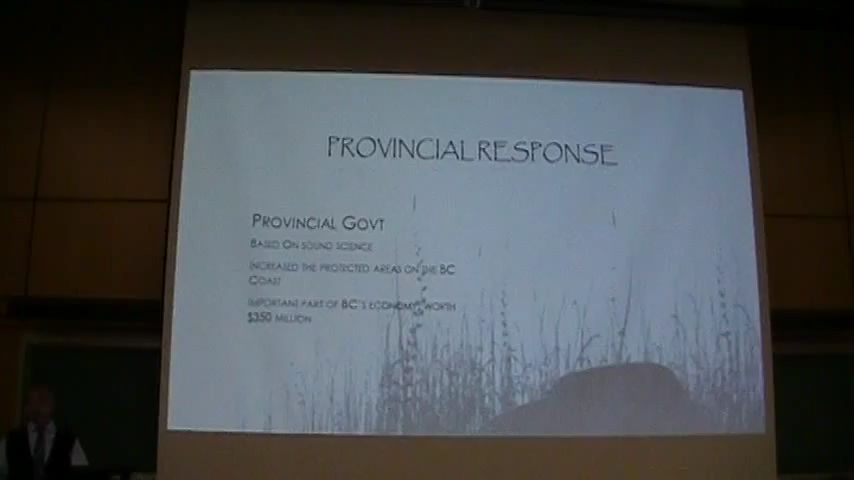 PROVINCIAL RESPONSE
PROVINCIAL GOVT
BASED ON SOUND SCIENCE
INCREASED THE PROTECTED AREAS ON THE BC
COAST
IMPORTANT PART OF BC'S ECONOMY, WORTH
$350 MILLION